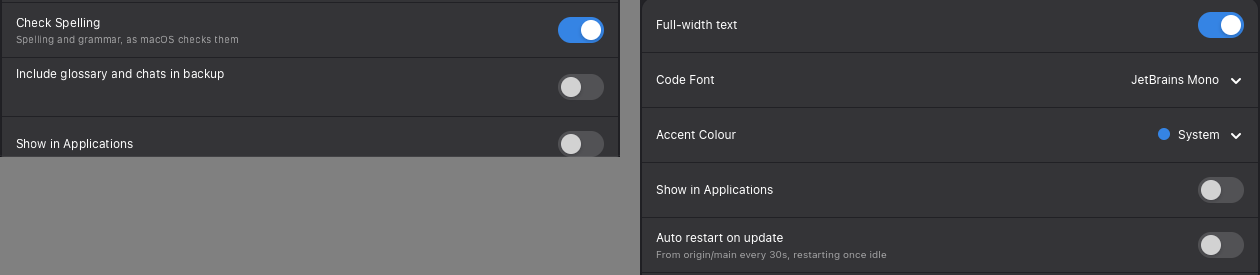 Check Spelling
Spelling and grammar, as macOS checks them
Include glossary and chats in backup
Show in Applications
Full-width text
Code Font
JetBrains Mono
Accent Colour
System
Show in Applications
Auto restart on update
From origin/main every 30s, restarting once idle